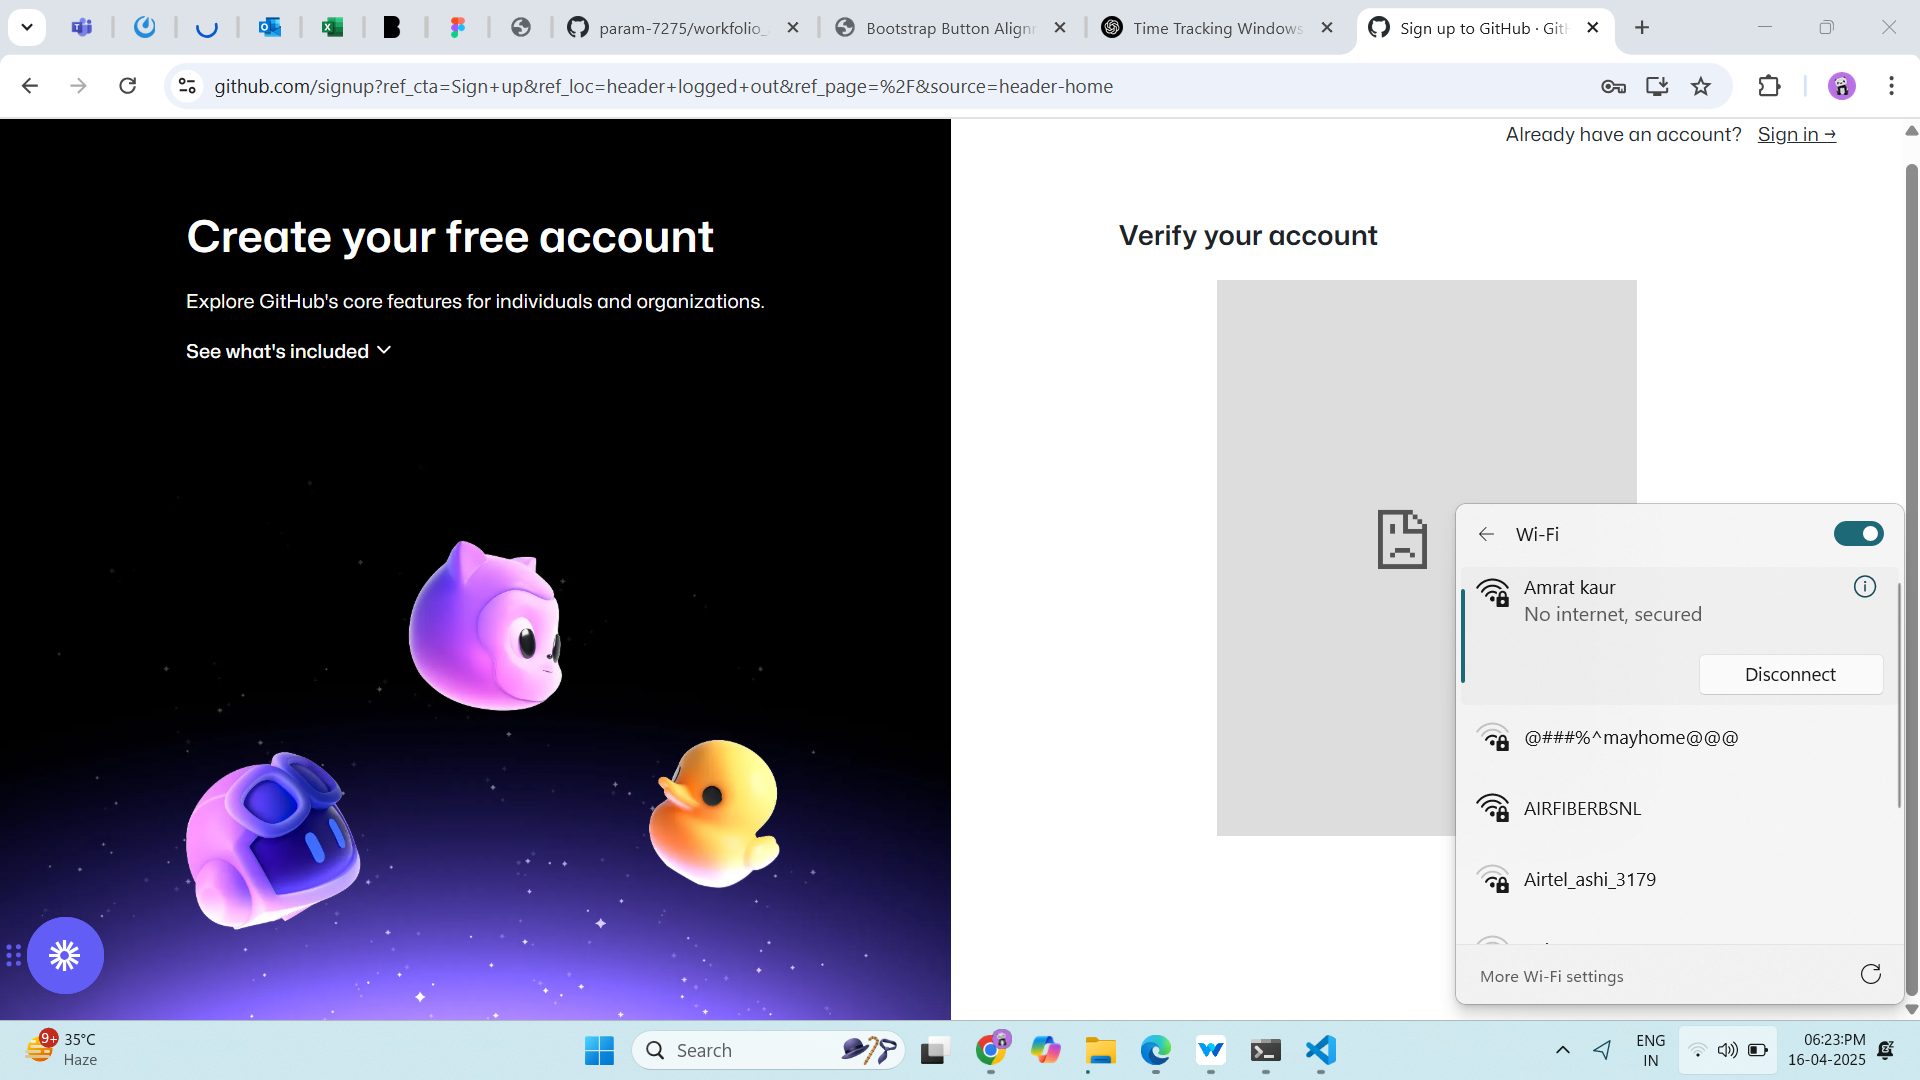 param-7275/workfolio_
Bootstrap Button Alignm
Time Tracking Windows
Sign up to GitHub · GitH
github.com/signup?ref_cta=Sign+up&ref_loc=header+logged+out&ref_page=%2F&source=header-home
Already have an account? Sign in →
Create your free account
Explore GitHub's core features for individuals and organizations.
See what's included
Verify your account
Wi-Fi
Amrat kaur
No internet, secured
Disconnect
@###%^mayhome@@@
AIRFIBERBSNL
Airtel_ashi_3179
More Wi-Fi settings
9+
35°C
Haze
Search
ENG
IN
06:23:PM
16-04-2025